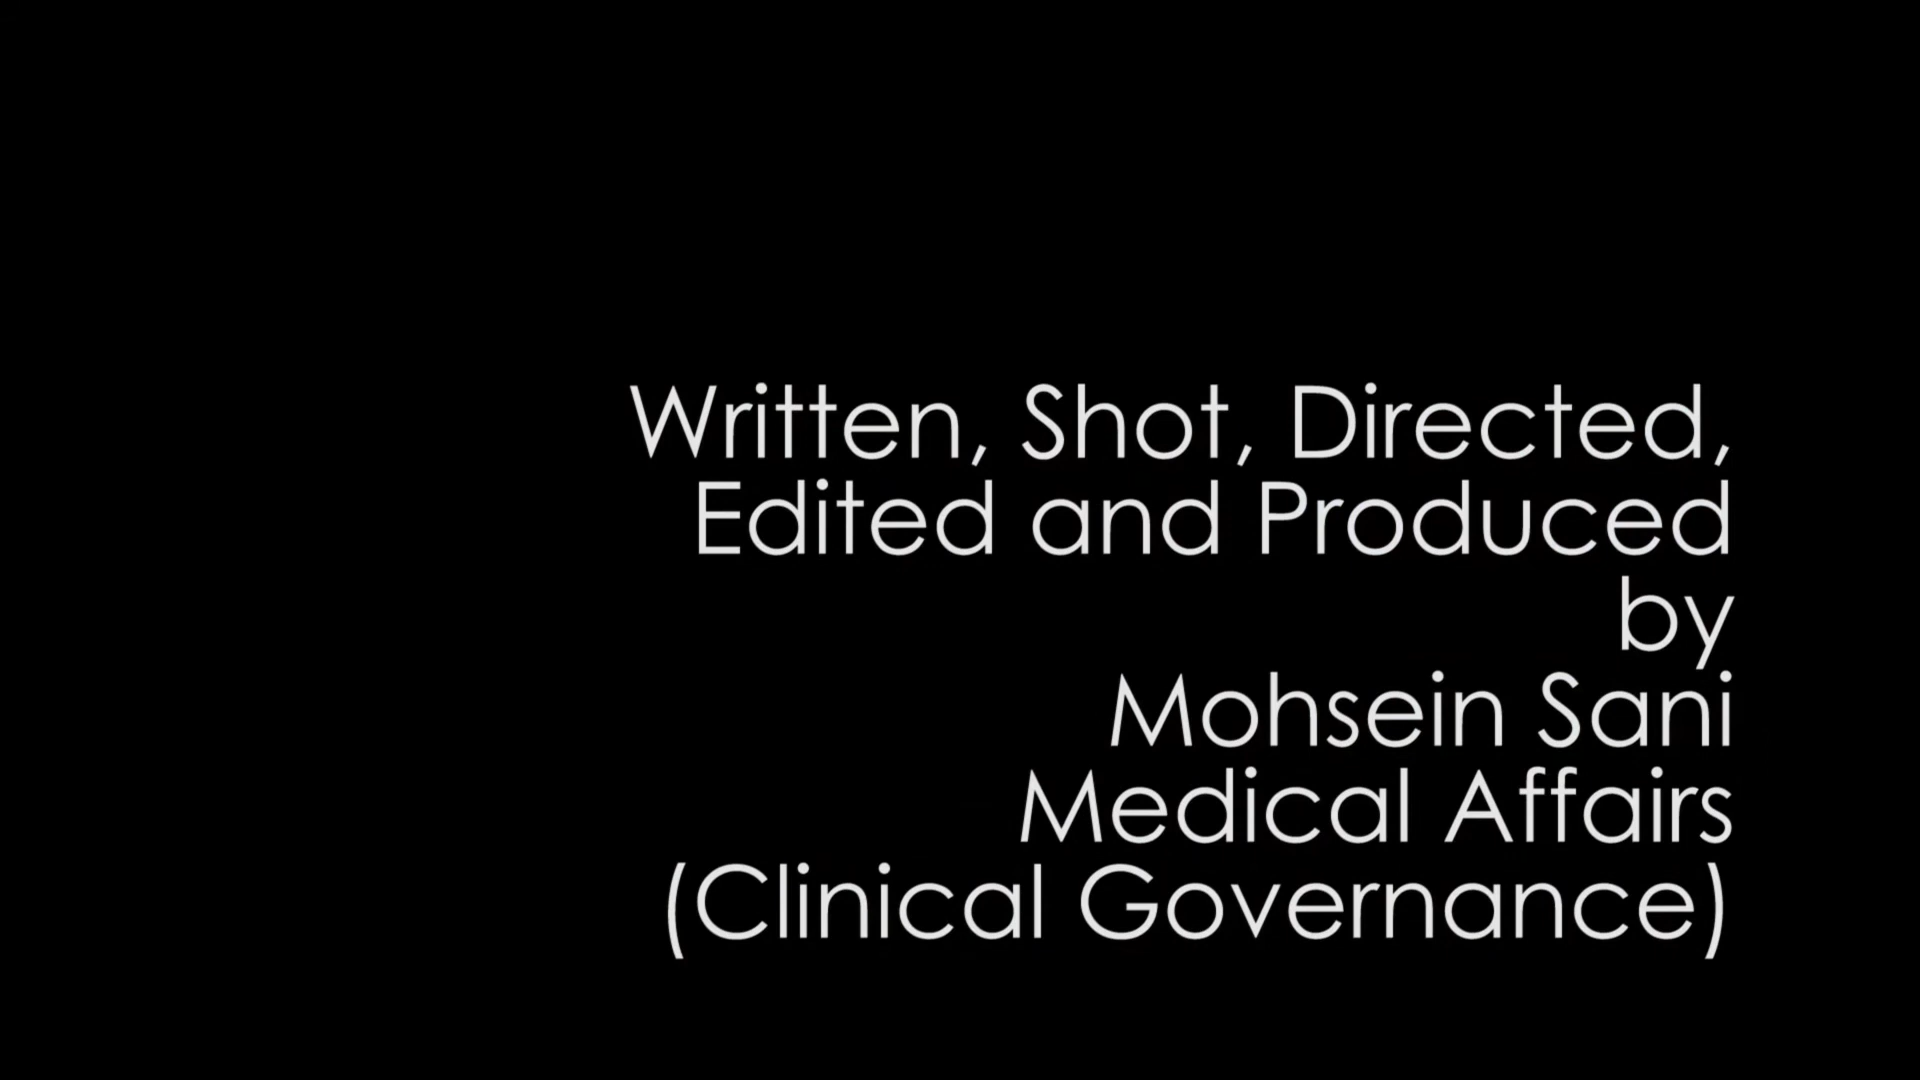 Written, Shot, Directed,
Edited and Produced
by
Mohsein Sani
Medical Affairs
(Clinical Governance)